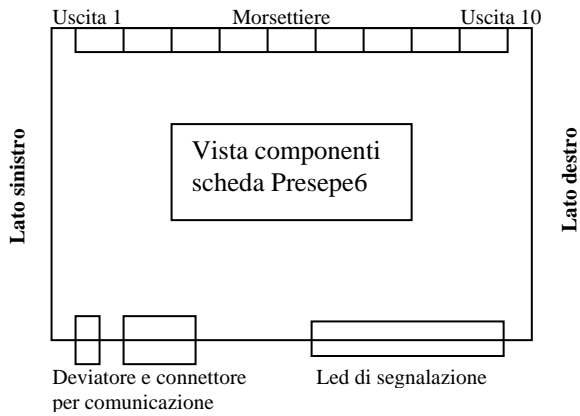 Uscita 1 Morsettiere Uscita 10
Lato sinistro
Vista componenti
scheda Presepe6
Lato destro
Deviatore e connettore
per comunicazione
Led di segnalazione